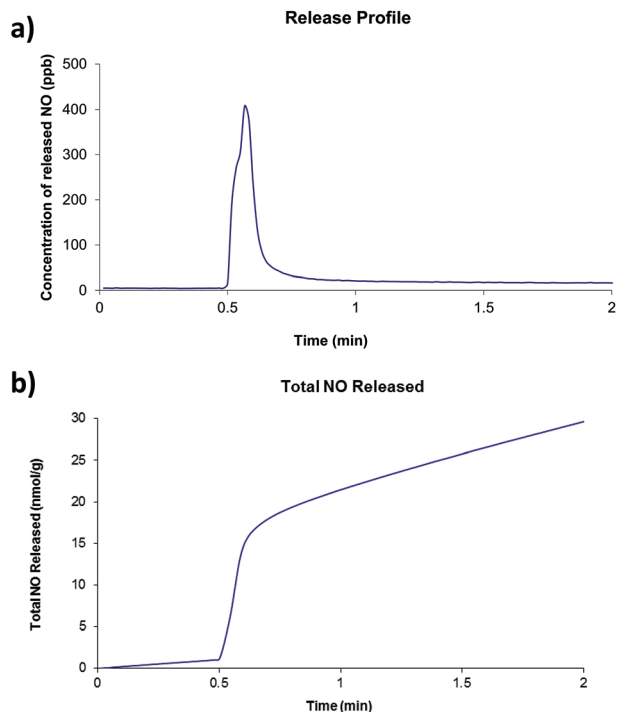 a)
Release Profile
Concentration of released NO (ppb)
500
400
300
200
100
0
0 0.5 1 1.5 2
Time (min)
b)
Total NO Released
Total NO Released (nmol/g)
30
25
20
15
10
5
0
0 0.5 1 1.5 2
Time (min)